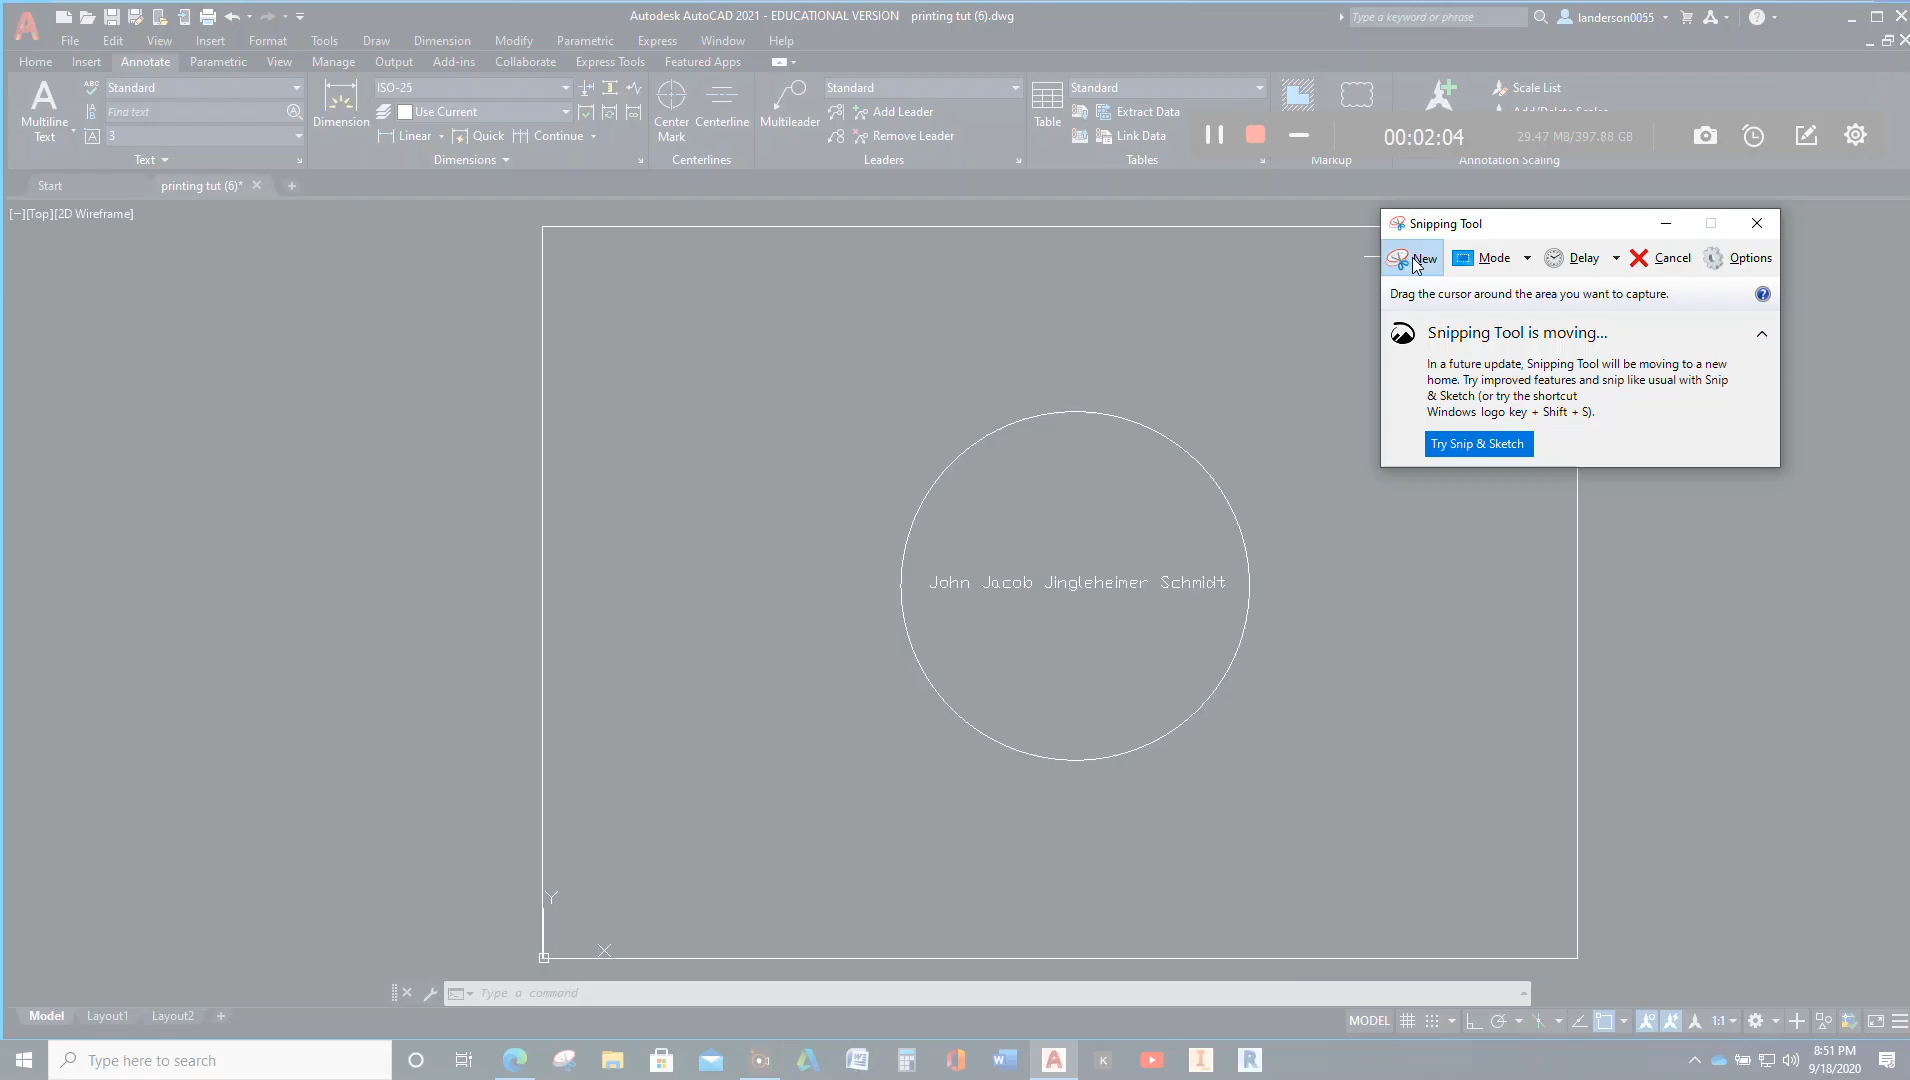 Autodesk AutoCAD 2021 - EDUCATIONAL VERSION printing tut (6).dwg
Type a keyword or phrase
landerson0055
File Edit View Insert Format Tools Draw Dimension Modify Parametric Express Window Help
Home Insert Annotate Parametric View Manage Output Add-ins Collaborate Express Tools Featured Apps
Multiline Text
ABC
Standard
Find text
3
Text
Dimension
ISO-25
Use Current
Linear Quick Continue
Dimensions
Center Mark
Centerline
Centerlines
Multileader
Standard
Add Leader
Remove Leader
Leaders
Table
Standard
Extract Data
Link Data
Tables
Markup
Scale List
Annotation Scaling
00:02:04
29.47 MB/397.88 GB
Start
printing tut (6)*
[−][Top][2D Wireframe]
Snipping Tool
New Mode Delay Cancel Options
Drag the cursor around the area you want to capture.
Snipping Tool is moving...
In a future update, Snipping Tool will be moving to a new
home. Try improved features and snip like usual with Snip
& Sketch (or try the shortcut
Windows logo key + Shift + S).
Try Snip & Sketch
John Jacob Jingleheimer Schmidt
Y
X
Type a command
Model Layout1 Layout2
MODEL
1:1
Type here to search
8:51 PM
9/18/2020